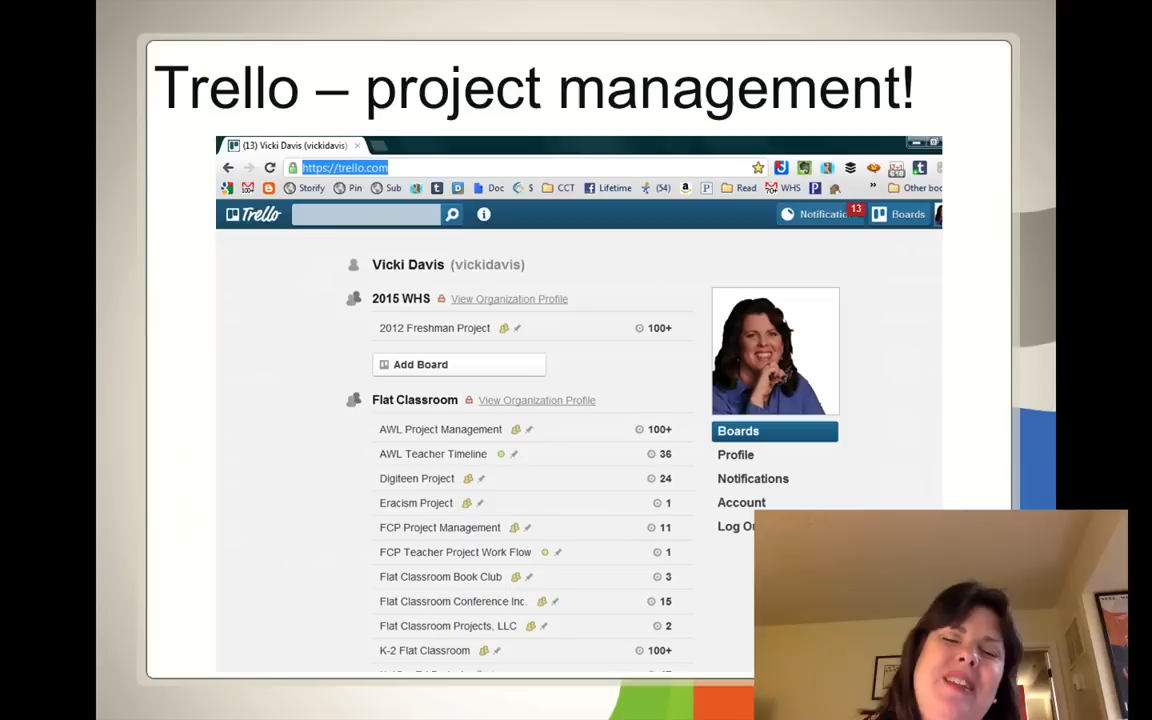 Trello – project management!
(13) Vicki Davis (vickidavis)
https://trello.com
Storify Pin Sub Doc CCT Lifetime (54) Read WHS Other boo
Trello Notificatio 13 Boards
Vicki Davis (vickidavis)
2015 WHS View Organization Profile
2012 Freshman Project 100+
Add Board
Flat Classroom View Organization Profile
AWL Project Management 100+
AWL Teacher Timeline 36
Digiteen Project 24
Eracism Project 1
FCP Project Management 11
FCP Teacher Project Work Flow 1
Flat Classroom Book Club 3
Flat Classroom Conference Inc. 15
Flat Classroom Projects, LLC 2
K-2 Flat Classroom 100+
Boards
Profile
Notifications
Account
Log Ou